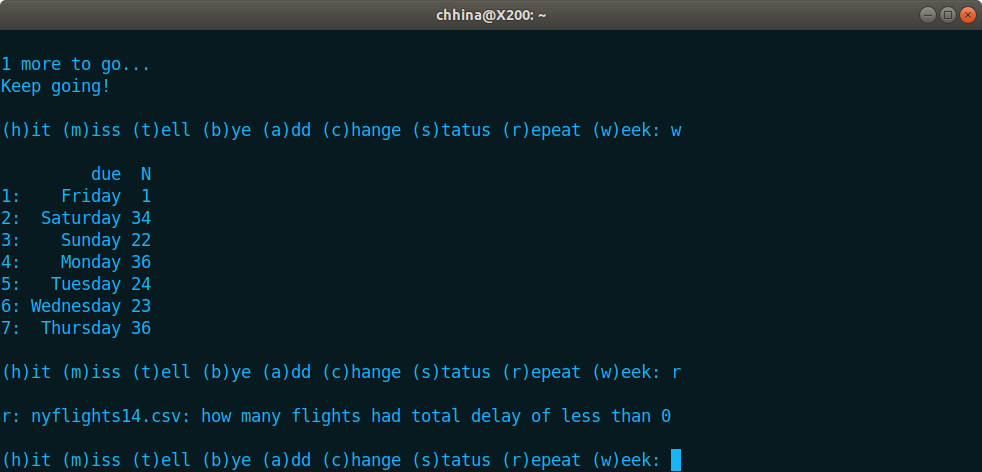 chhina@X200: ~
1 more to go...
Keep going!
(h)it (m)iss (t)ell (b)ye (a)dd (c)hange (s)tatus (r)epeat (w)eek: w
         due  N
1:    Friday  1
2:  Saturday 34
3:    Sunday 22
4:    Monday 36
5:   Tuesday 24
6: Wednesday 23
7:  Thursday 36
(h)it (m)iss (t)ell (b)ye (a)dd (c)hange (s)tatus (r)epeat (w)eek: r
r: nyflights14.csv: how many flights had total delay of less than 0
(h)it (m)iss (t)ell (b)ye (a)dd (c)hange (s)tatus (r)epeat (w)eek: